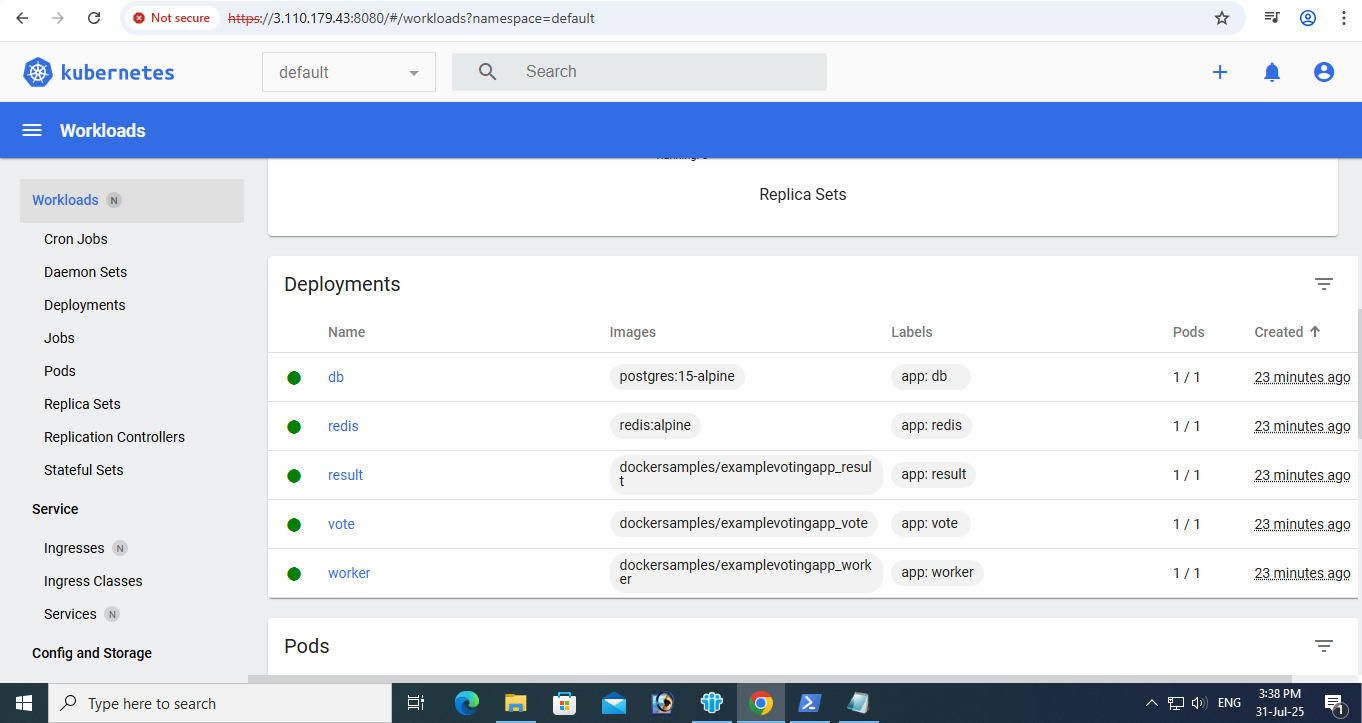 Not secure https://3.110.179.43:8080/#/workloads?namespace=default
kubernetes default Search
Workloads
Workloads N
Cron Jobs
Daemon Sets
Deployments
Jobs
Pods
Replica Sets
Replication Controllers
Stateful Sets
Service
Ingresses N
Ingress Classes
Services N
Config and Storage
Replica Sets
Deployments
Name Images Labels Pods Created
db postgres:15-alpine app: db 1 / 1 23 minutes ago
redis redis:alpine app: redis 1 / 1 23 minutes ago
result dockersamples/examplevotingapp_resul
t app: result 1 / 1 23 minutes ago
vote dockersamples/examplevotingapp_vote app: vote 1 / 1 23 minutes ago
worker dockersamples/examplevotingapp_work
er app: worker 1 / 1 23 minutes ago
Pods
Type here to search
ENG
3:38 PM
31-Jul-25
1